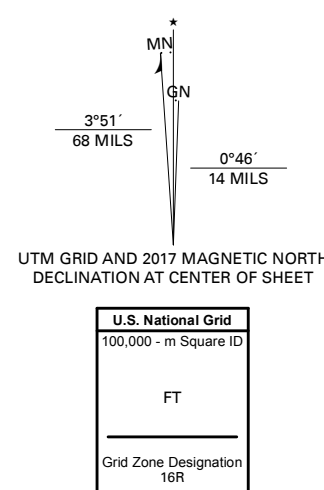 ★
MN
GN
3°51´
68 MILS
0°46´
14 MILS
UTM GRID AND 2017 MAGNETIC NORTH
DECLINATION AT CENTER OF SHEET
U.S. National Grid
100,000 - m Square ID
FT
Grid Zone Designation
16R